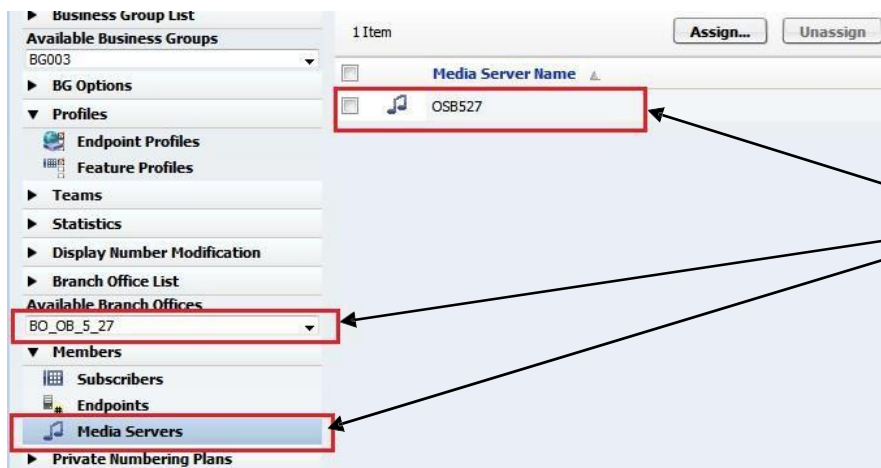 Business Group List
Available Business Groups
BG003
BG Options
Profiles
Endpoint Profiles
Feature Profiles
Teams
Statistics
Display Number Modification
Branch Office List
Available Branch Offices
BO_OB_5_27
Members
Subscribers
Endpoints
Media Servers
Private Numbering Plans
1 Item
Assign...
Unassign
Media Server Name
OSB527